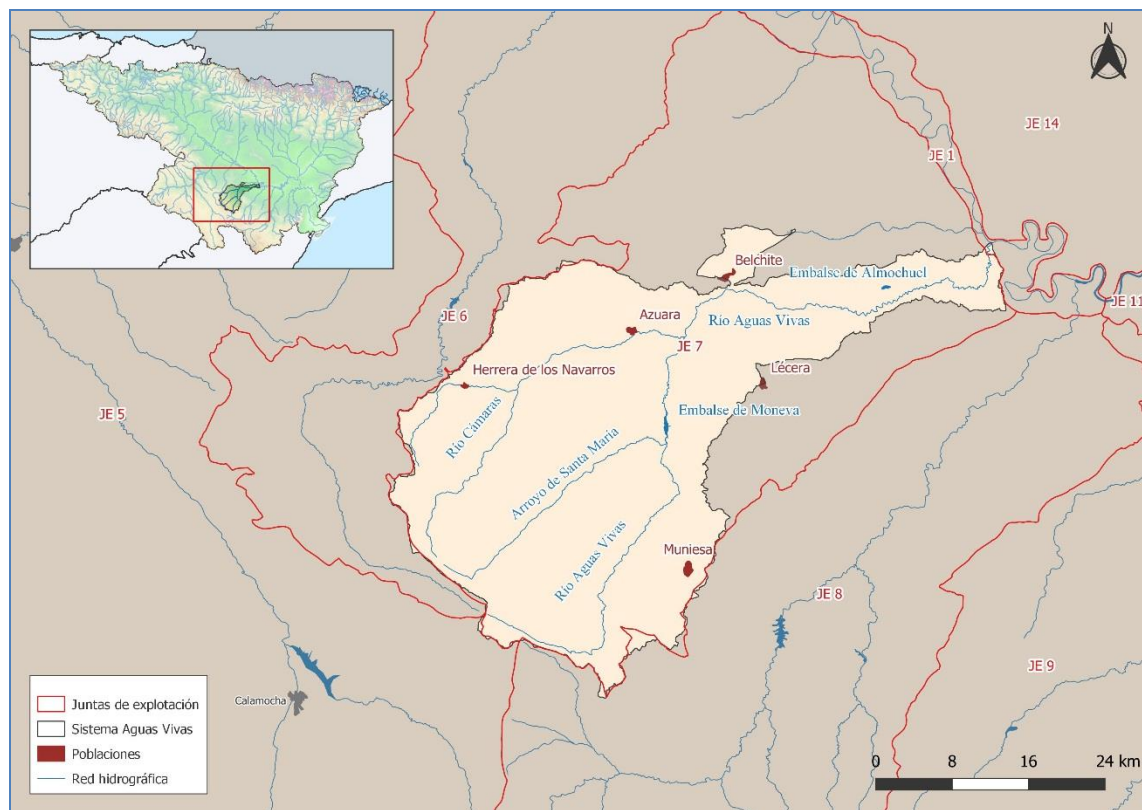 N
JE 14
JE 1
Belchite
Embalse de Almochuel
JE 11
JE 6
Azuara
Río Aguas Vivas
JE 7
Herrera de los Navarros
Lécera
JE 5
Río Cámaras
Embalse de Moneva
Arroyo de Santa María
Río Aguas Vivas
Muniesa
JE 8
JE 9
Calamocha
Juntas de explotación
Sistema Aguas Vivas
Poblaciones
Red hidrográfica
0 8 16 24 km